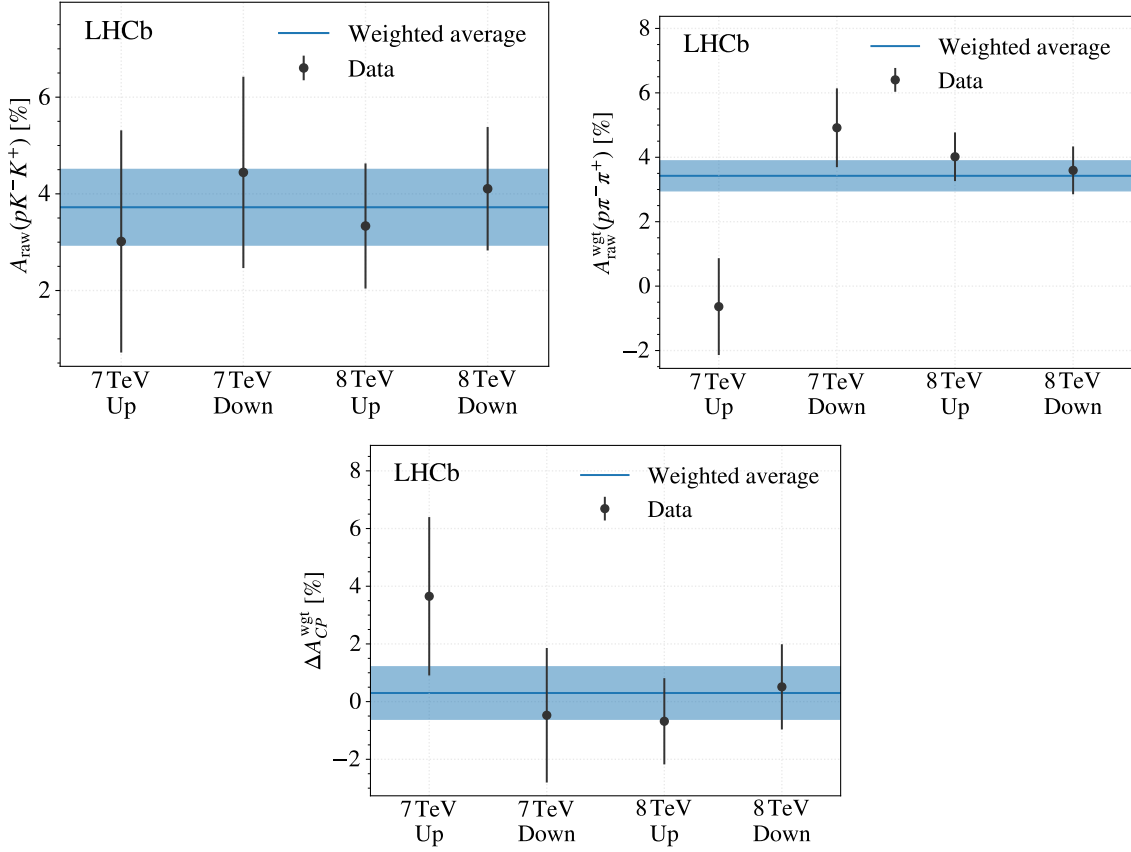 LHCb
Weighted average
Data
A_raw(pK⁻K⁺) [%]
6
4
2
7 TeV Up
7 TeV Down
8 TeV Up
8 TeV Down
LHCb
Weighted average
Data
A_raw^wgt(pπ⁻π⁺) [%]
8
6
4
2
0
−2
7 TeV Up
7 TeV Down
8 TeV Up
8 TeV Down
LHCb
Weighted average
Data
ΔA_CP^wgt [%]
8
6
4
2
0
−2
7 TeV Up
7 TeV Down
8 TeV Up
8 TeV Down